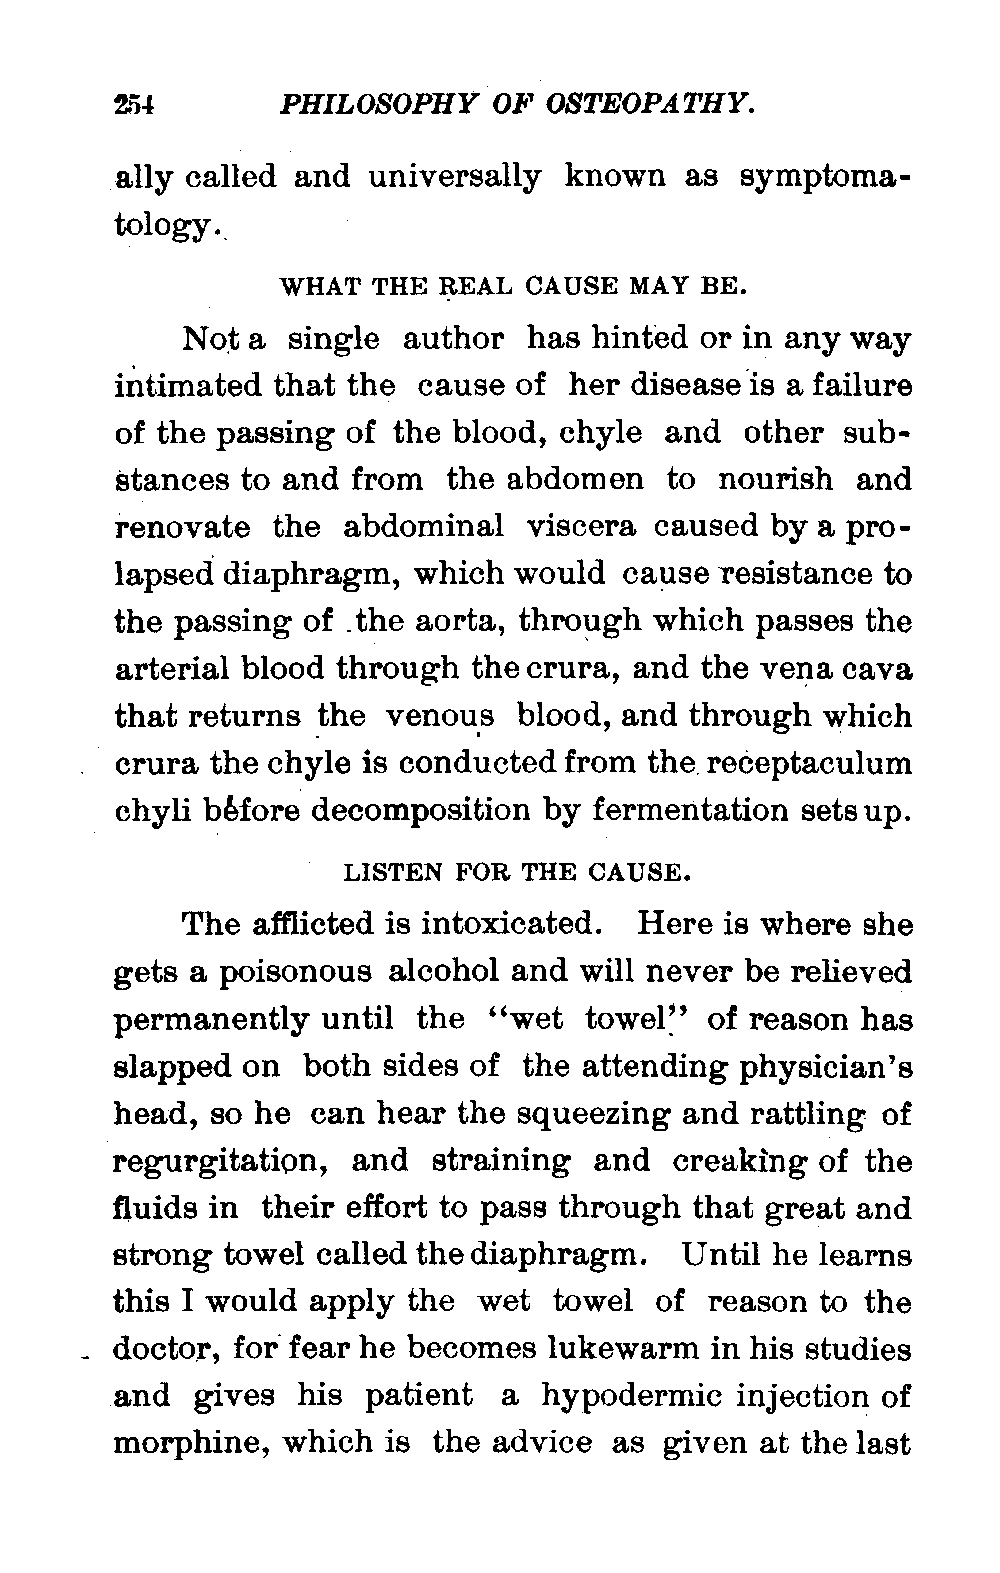 254 PHILOSOPHY OF OSTEOPATHY.
ally called and universally known as symptoma-
tology.
WHAT THE REAL CAUSE MAY BE.
Not a single author has hinted or in any way
intimated that the cause of her disease is a failure
of the passing of the blood, chyle and other sub-
stances to and from the abdomen to nourish and
renovate the abdominal viscera caused by a pro-
lapsed diaphragm, which would cause resistance to
the passing of the aorta, through which passes the
arterial blood through the crura, and the vena cava
that returns the venous blood, and through which
crura the chyle is conducted from the receptaculum
chyli before decomposition by fermentation sets up.
LISTEN FOR THE CAUSE.
The afflicted is intoxicated. Here is where she
gets a poisonous alcohol and will never be relieved
permanently until the “wet towel” of reason has
slapped on both sides of the attending physician's
head, so he can hear the squeezing and rattling of
regurgitation, and straining and creaking of the
fluids in their effort to pass through that great and
strong towel called the diaphragm. Until he learns
this I would apply the wet towel of reason to the
doctor, for fear he becomes lukewarm in his studies
and gives his patient a hypodermic injection of
morphine, which is the advice as given at the last